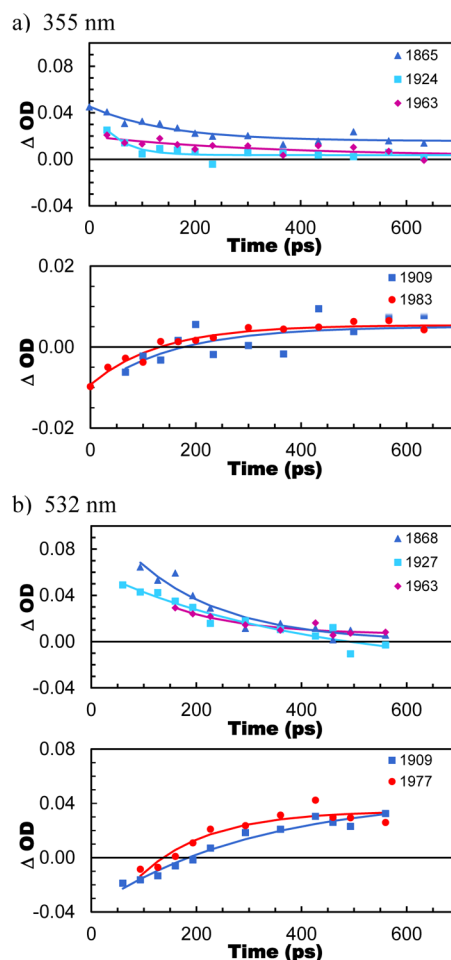 a) 355 nm
0.08
1865
1924
1963
0.04
0.00
-0.04
0 200 400 600
Time (ps)
Δ OD
0.02
1909
1983
0.00
-0.02
0 200 400 600
Time (ps)
Δ OD
b) 532 nm
0.08
1868
1927
1963
0.04
0.00
-0.04
0 200 400 600
Time (ps)
Δ OD
0.08
1909
1977
0.04
0.00
-0.04
0 200 400 600
Time (ps)
Δ OD